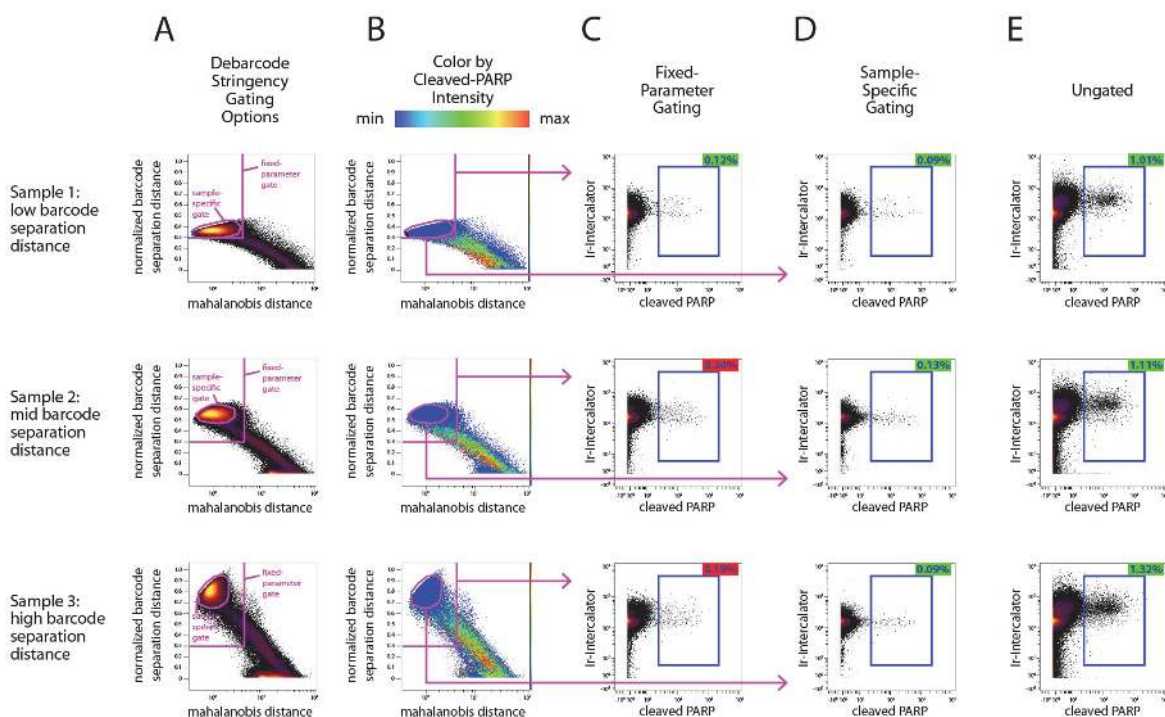 A
B
C
D
E
Debarcode
Stringency
Gating
Options
Color by
Cleaved-PARP
Intensity
min
max
Fixed-
Parameter
Gating
Sample-
Specific
Gating
Ungated
Sample 1:
low barcode
separation
distance
normalized barcode
separation distance
fixed-
parameter
gate
sample-
specific
gate
mahalanobis distance
normalized barcode
separation distance
mahalanobis distance
Ir-Intercalator
0.12%
cleaved PARP
Ir-Intercalator
0.09%
cleaved PARP
Ir-Intercalator
1.01%
cleaved PARP
Sample 2:
mid barcode
separation
distance
normalized barcode
separation distance
fixed-
parameter
gate
sample-
specific
gate
mahalanobis distance
normalized barcode
separation distance
mahalanobis distance
Ir-Intercalator
cleaved PARP
Ir-Intercalator
0.13%
cleaved PARP
Ir-Intercalator
1.11%
cleaved PARP
Sample 3:
high barcode
separation
distance
normalized barcode
separation distance
fixed-
parameter
gate
gate
mahalanobis distance
normalized barcode
separation distance
mahalanobis distance
Ir-Intercalator
cleaved PARP
Ir-Intercalator
0.09%
cleaved PARP
Ir-Intercalator
1.32%
cleaved PARP